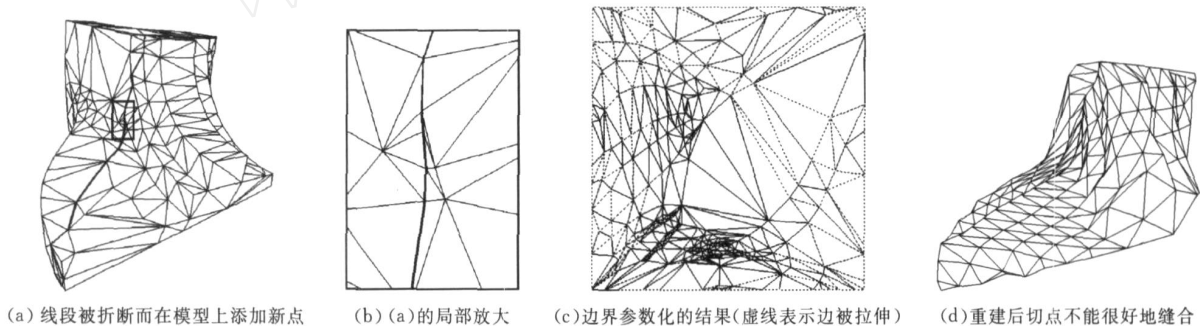 (a) 线段被折断而在模型上添加新点
(b) (a)的局部放大
(c)边界参数化的结果(虚线表示边被拉伸)
(d)重建后切点不能很好地缝合